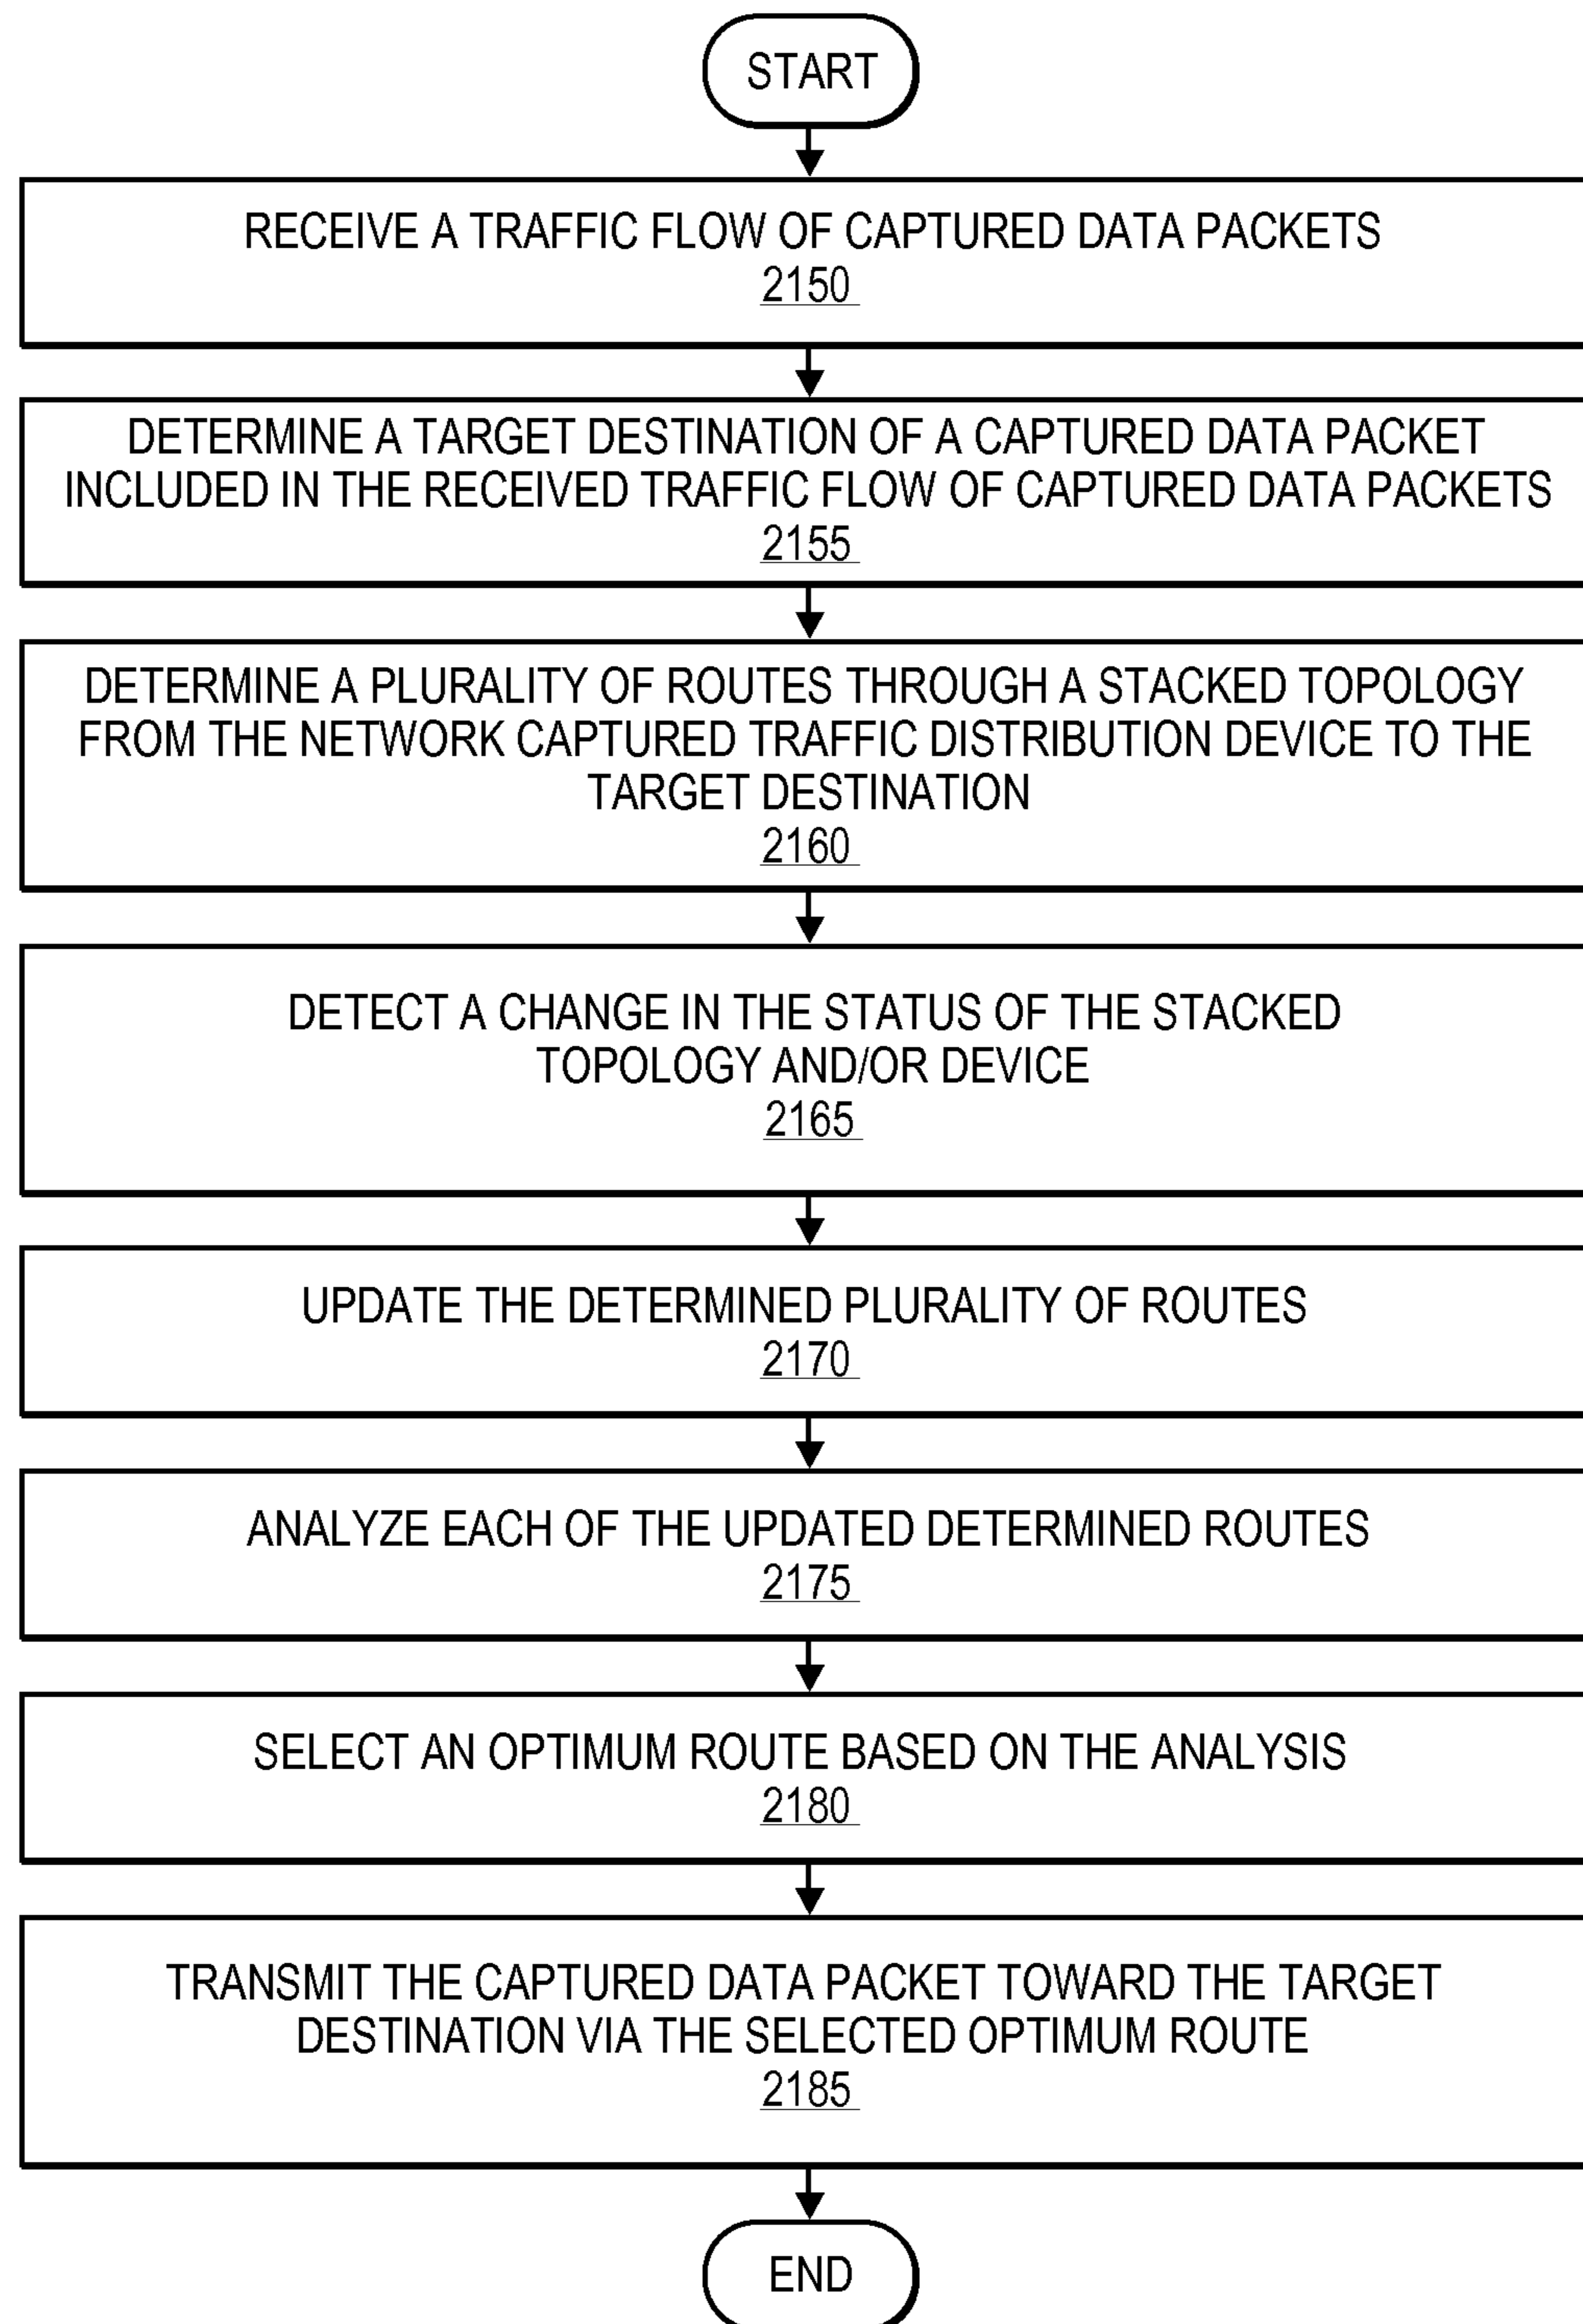 START
RECEIVE A TRAFFIC FLOW OF CAPTURED DATA PACKETS
2150
DETERMINE A TARGET DESTINATION OF A CAPTURED DATA PACKET
INCLUDED IN THE RECEIVED TRAFFIC FLOW OF CAPTURED DATA PACKETS
2155
DETERMINE A PLURALITY OF ROUTES THROUGH A STACKED TOPOLOGY
FROM THE NETWORK CAPTURED TRAFFIC DISTRIBUTION DEVICE TO THE
TARGET DESTINATION
2160
DETECT A CHANGE IN THE STATUS OF THE STACKED
TOPOLOGY AND/OR DEVICE
2165
UPDATE THE DETERMINED PLURALITY OF ROUTES
2170
ANALYZE EACH OF THE UPDATED DETERMINED ROUTES
2175
SELECT AN OPTIMUM ROUTE BASED ON THE ANALYSIS
2180
TRANSMIT THE CAPTURED DATA PACKET TOWARD THE TARGET
DESTINATION VIA THE SELECTED OPTIMUM ROUTE
2185
END